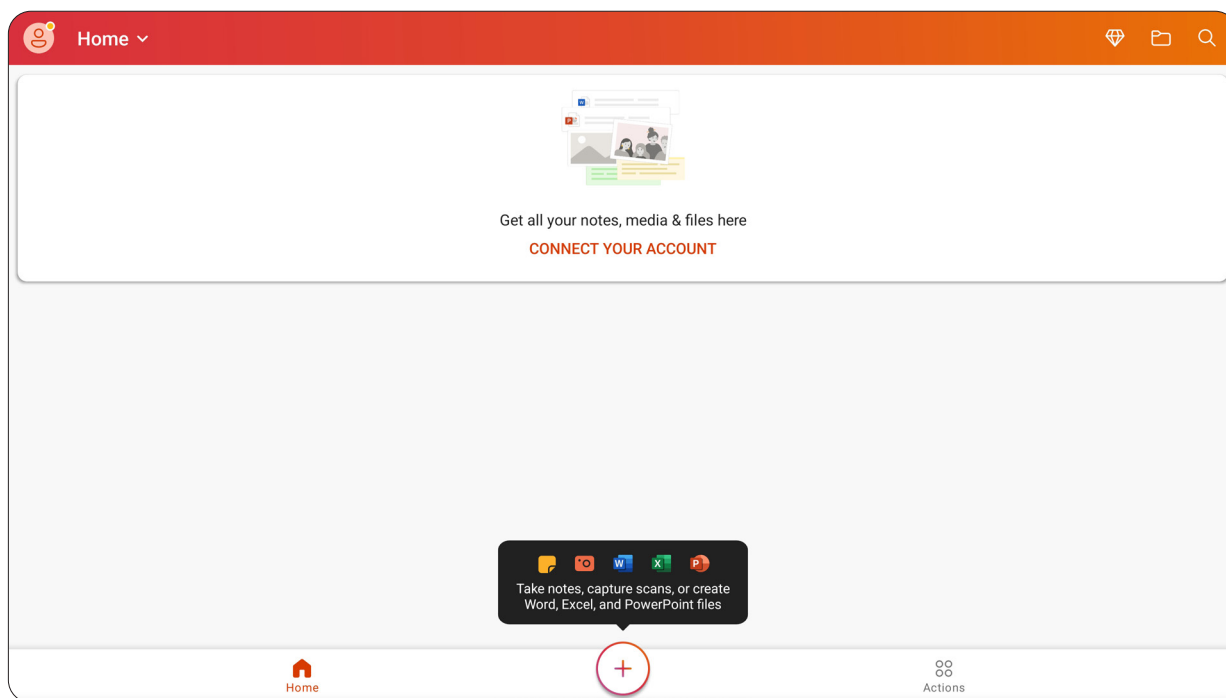 Home
Get all your notes, media & files here
CONNECT YOUR ACCOUNT
W
P
W
X
P
Take notes, capture scans, or create
Word, Excel, and PowerPoint files
Home
Actions